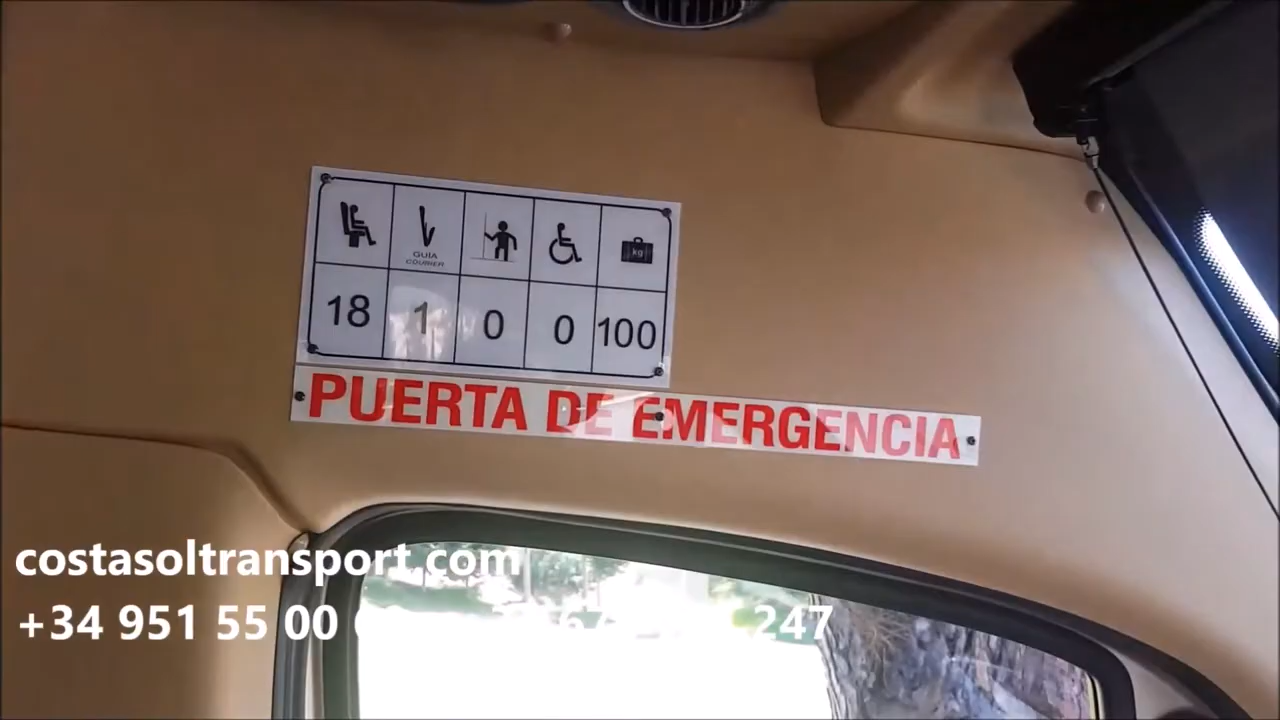 GUIA
COURIER
kg
18 1 0 0 100
PUERTA DE EMERGENCIA
costasoltransport.com
+34 951 55 00 247